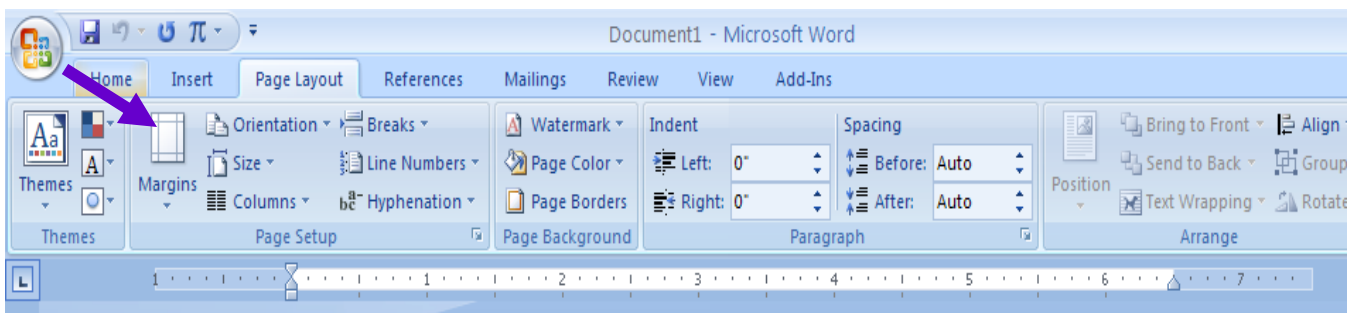 Document1 - Microsoft Word
Home Insert Page Layout References Mailings Review View Add-Ins
Aa Orientation Breaks Watermark Indent Spacing Bring to Front Align
A Size Line Numbers Page Color Left: 0" Before: Auto Send to Back Group
Themes Margins Columns Hyphenation Page Borders Right: 0" After: Auto Position Text Wrapping Rotate
Themes Page Setup Page Background Paragraph Arrange
L 1 1 2 3 4 5 6 7